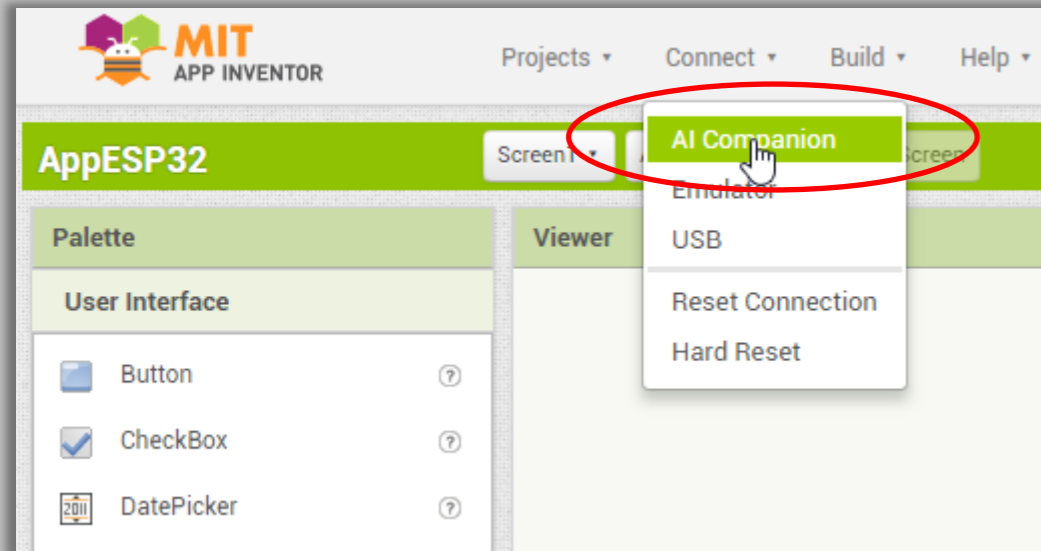 MIT
APP INVENTOR
Projects Connect Build Help
AppESP32
Screen1
AI Companion
Screen
Emulator
USB
Reset Connection
Hard Reset
Palette
Viewer
User Interface
Button
CheckBox
2011
DatePicker